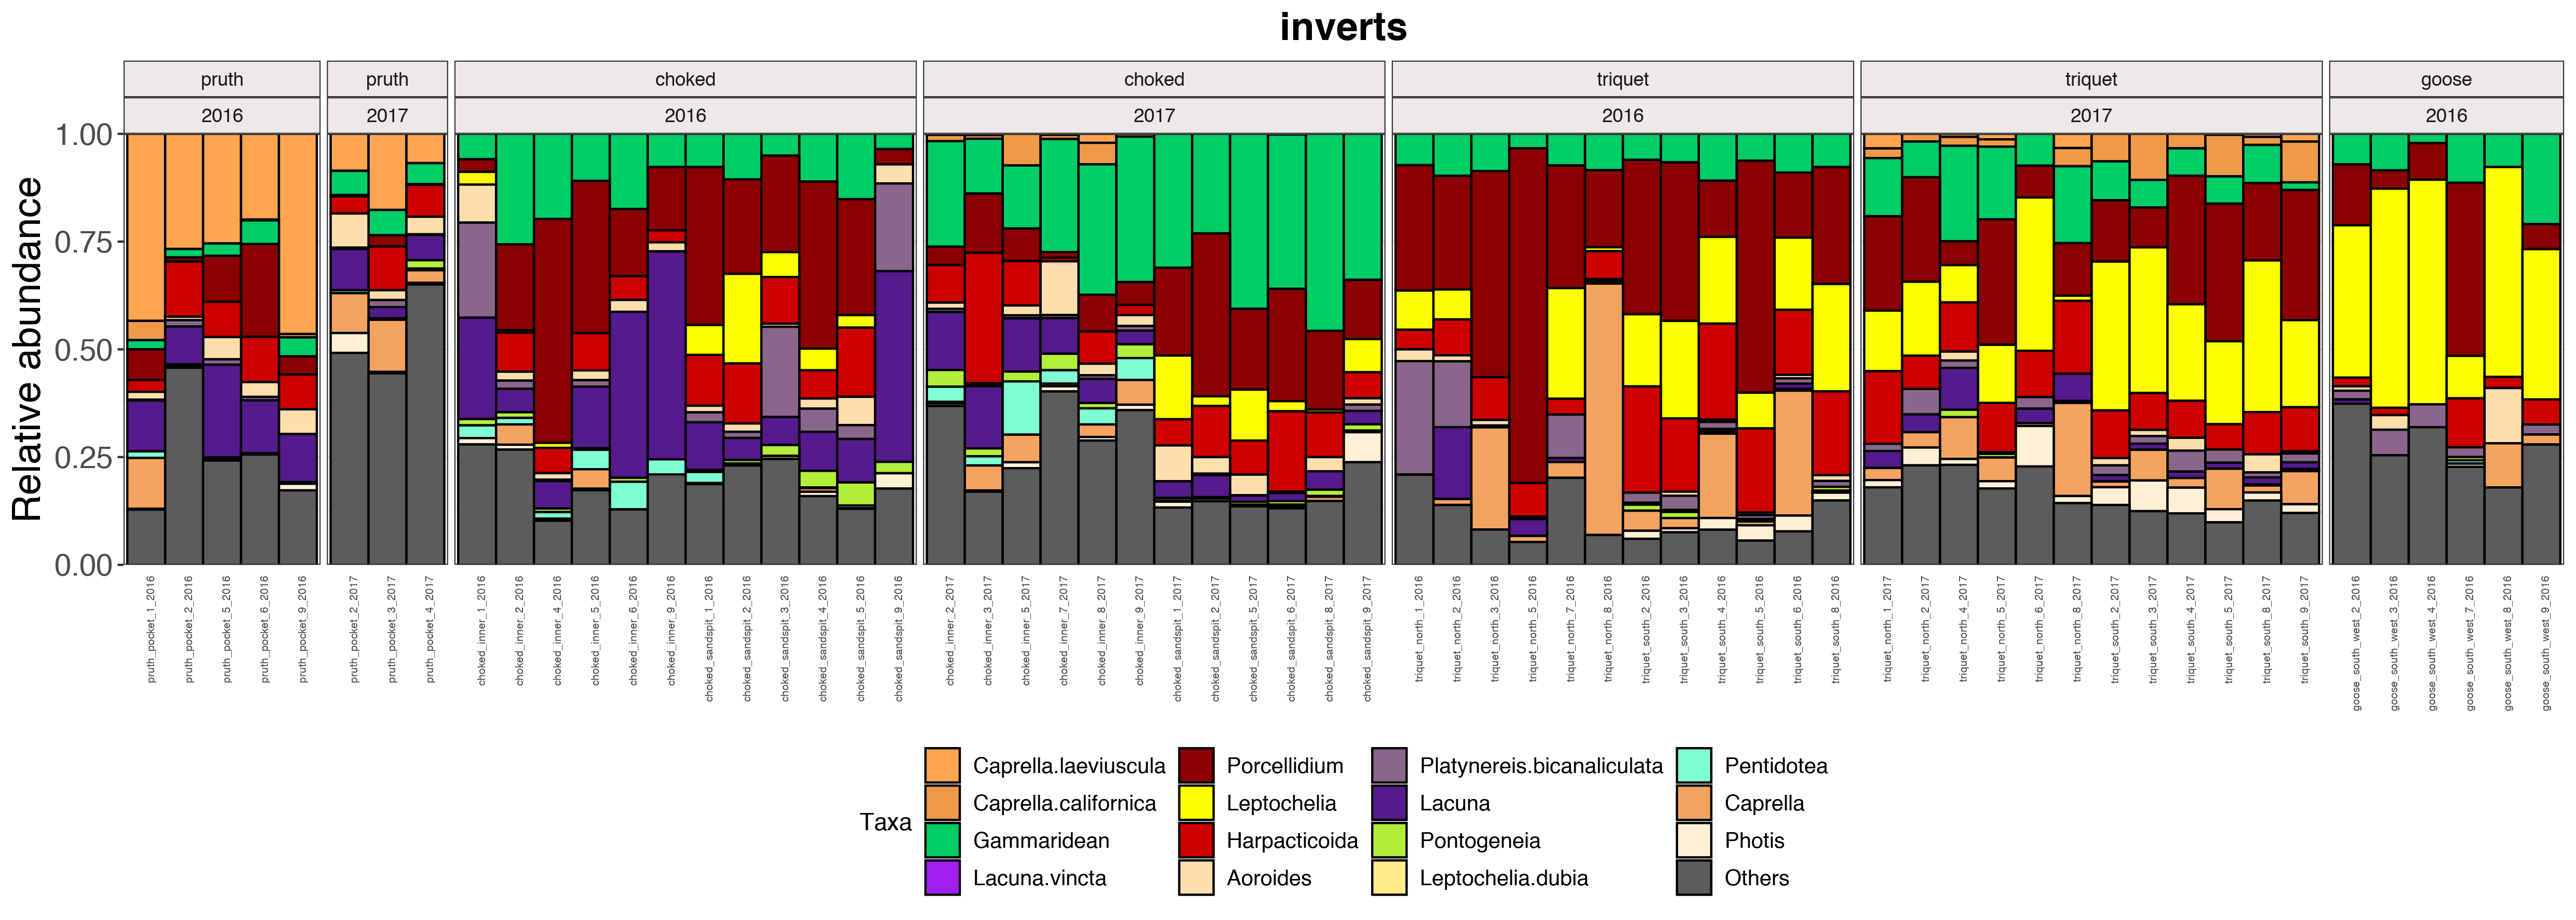 inverts
pruth pruth choked choked triquet triquet goose
2016 2017 2016 2017 2016 2017 2016
Relative abundance
1.00
0.75
0.50
0.25
0.00
pruth_pocket_1_2016
pruth_pocket_2_2016
pruth_pocket_5_2016
pruth_pocket_6_2016
pruth_pocket_9_2016
pruth_pocket_2_2017
pruth_pocket_3_2017
pruth_pocket_4_2017
choked_inner_1_2016
choked_inner_2_2016
choked_inner_4_2016
choked_inner_5_2016
choked_inner_6_2016
choked_inner_9_2016
choked_sandspit_1_2016
choked_sandspit_2_2016
choked_sandspit_3_2016
choked_sandspit_4_2016
choked_sandspit_5_2016
choked_sandspit_9_2016
choked_inner_2_2017
choked_inner_3_2017
choked_inner_5_2017
choked_inner_7_2017
choked_inner_8_2017
choked_inner_9_2017
choked_sandspit_1_2017
choked_sandspit_2_2017
choked_sandspit_5_2017
choked_sandspit_6_2017
choked_sandspit_8_2017
choked_sandspit_9_2017
triquet_north_1_2016
triquet_north_2_2016
triquet_north_3_2016
triquet_north_5_2016
triquet_north_7_2016
triquet_north_8_2016
triquet_south_2_2016
triquet_south_3_2016
triquet_south_4_2016
triquet_south_5_2016
triquet_south_6_2016
triquet_south_8_2016
triquet_north_1_2017
triquet_north_2_2017
triquet_north_4_2017
triquet_north_5_2017
triquet_north_6_2017
triquet_north_8_2017
triquet_south_2_2017
triquet_south_3_2017
triquet_south_4_2017
triquet_south_5_2017
triquet_south_8_2017
triquet_south_9_2017
goose_south_west_2_2016
goose_south_west_3_2016
goose_south_west_4_2016
goose_south_west_7_2016
goose_south_west_8_2016
goose_south_west_9_2016
Taxa
Caprella.laeviuscula
Caprella.californica
Gammaridean
Lacuna.vincta
Porcellidium
Leptochelia
Harpacticoida
Aoroides
Platynereis.bicanaliculata
Lacuna
Pontogeneia
Leptochelia.dubia
Pentidotea
Caprella
Photis
Others